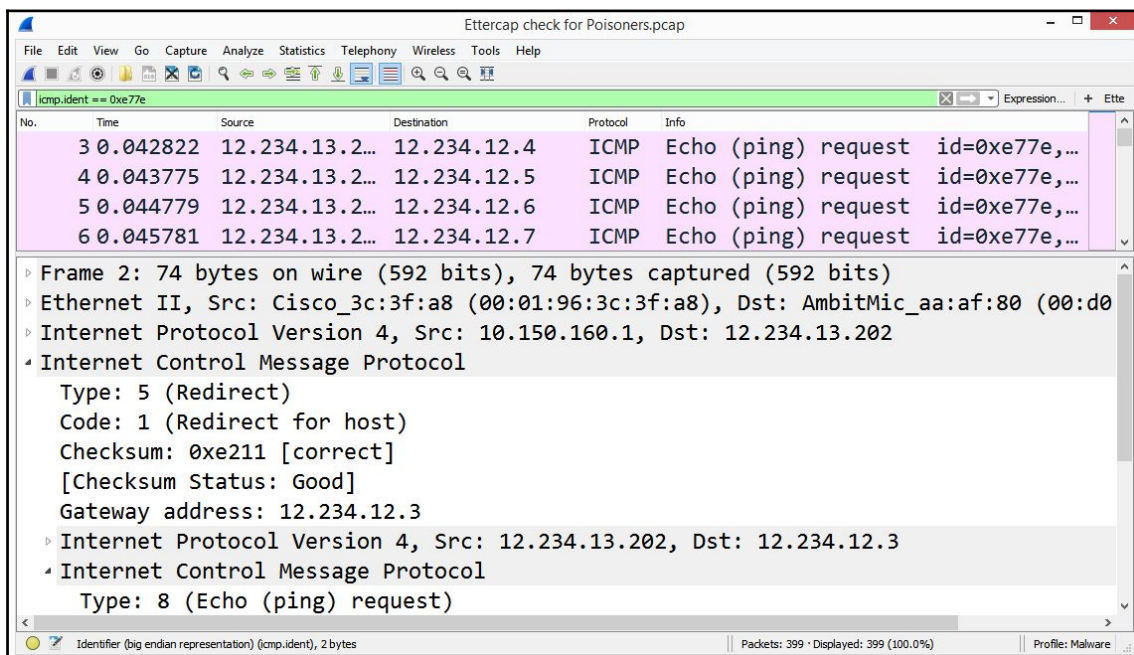 Ettercap check for Poisoners.pcap
File Edit View Go Capture Analyze Statistics Telephony Wireless Tools Help
icmp.ident == 0xe77e Expression... + Ette
No. Time Source Destination Protocol Info
3 0.042822 12.234.13.2... 12.234.12.4 ICMP Echo (ping) request id=0xe77e,...
4 0.043775 12.234.13.2... 12.234.12.5 ICMP Echo (ping) request id=0xe77e,...
5 0.044779 12.234.13.2... 12.234.12.6 ICMP Echo (ping) request id=0xe77e,...
6 0.045781 12.234.13.2... 12.234.12.7 ICMP Echo (ping) request id=0xe77e,...
Frame 2: 74 bytes on wire (592 bits), 74 bytes captured (592 bits)
Ethernet II, Src: Cisco_3c:3f:a8 (00:01:96:3c:3f:a8), Dst: AmbitMic_aa:af:80 (00:d0
Internet Protocol Version 4, Src: 10.150.160.1, Dst: 12.234.13.202
Internet Control Message Protocol
Type: 5 (Redirect)
Code: 1 (Redirect for host)
Checksum: 0xe211 [correct]
[Checksum Status: Good]
Gateway address: 12.234.12.3
Internet Protocol Version 4, Src: 12.234.13.202, Dst: 12.234.12.3
Internet Control Message Protocol
Type: 8 (Echo (ping) request)
Identifier (big endian representation) (icmp.ident), 2 bytes Packets: 399 · Displayed: 399 (100.0%) Profile: Malware